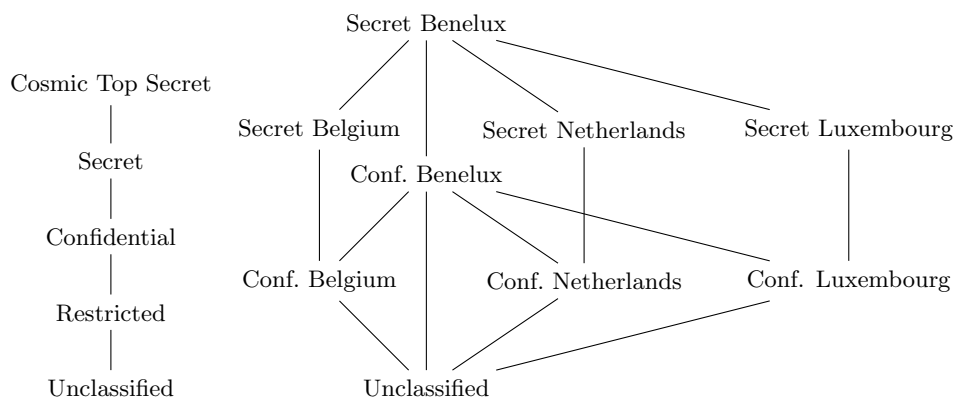 Secret Benelux
Cosmic Top Secret
Secret Belgium
Secret Netherlands
Secret Luxembourg
Secret
Conf. Benelux
Confidential
Conf. Belgium
Conf. Netherlands
Conf. Luxembourg
Restricted
Unclassified
Unclassified